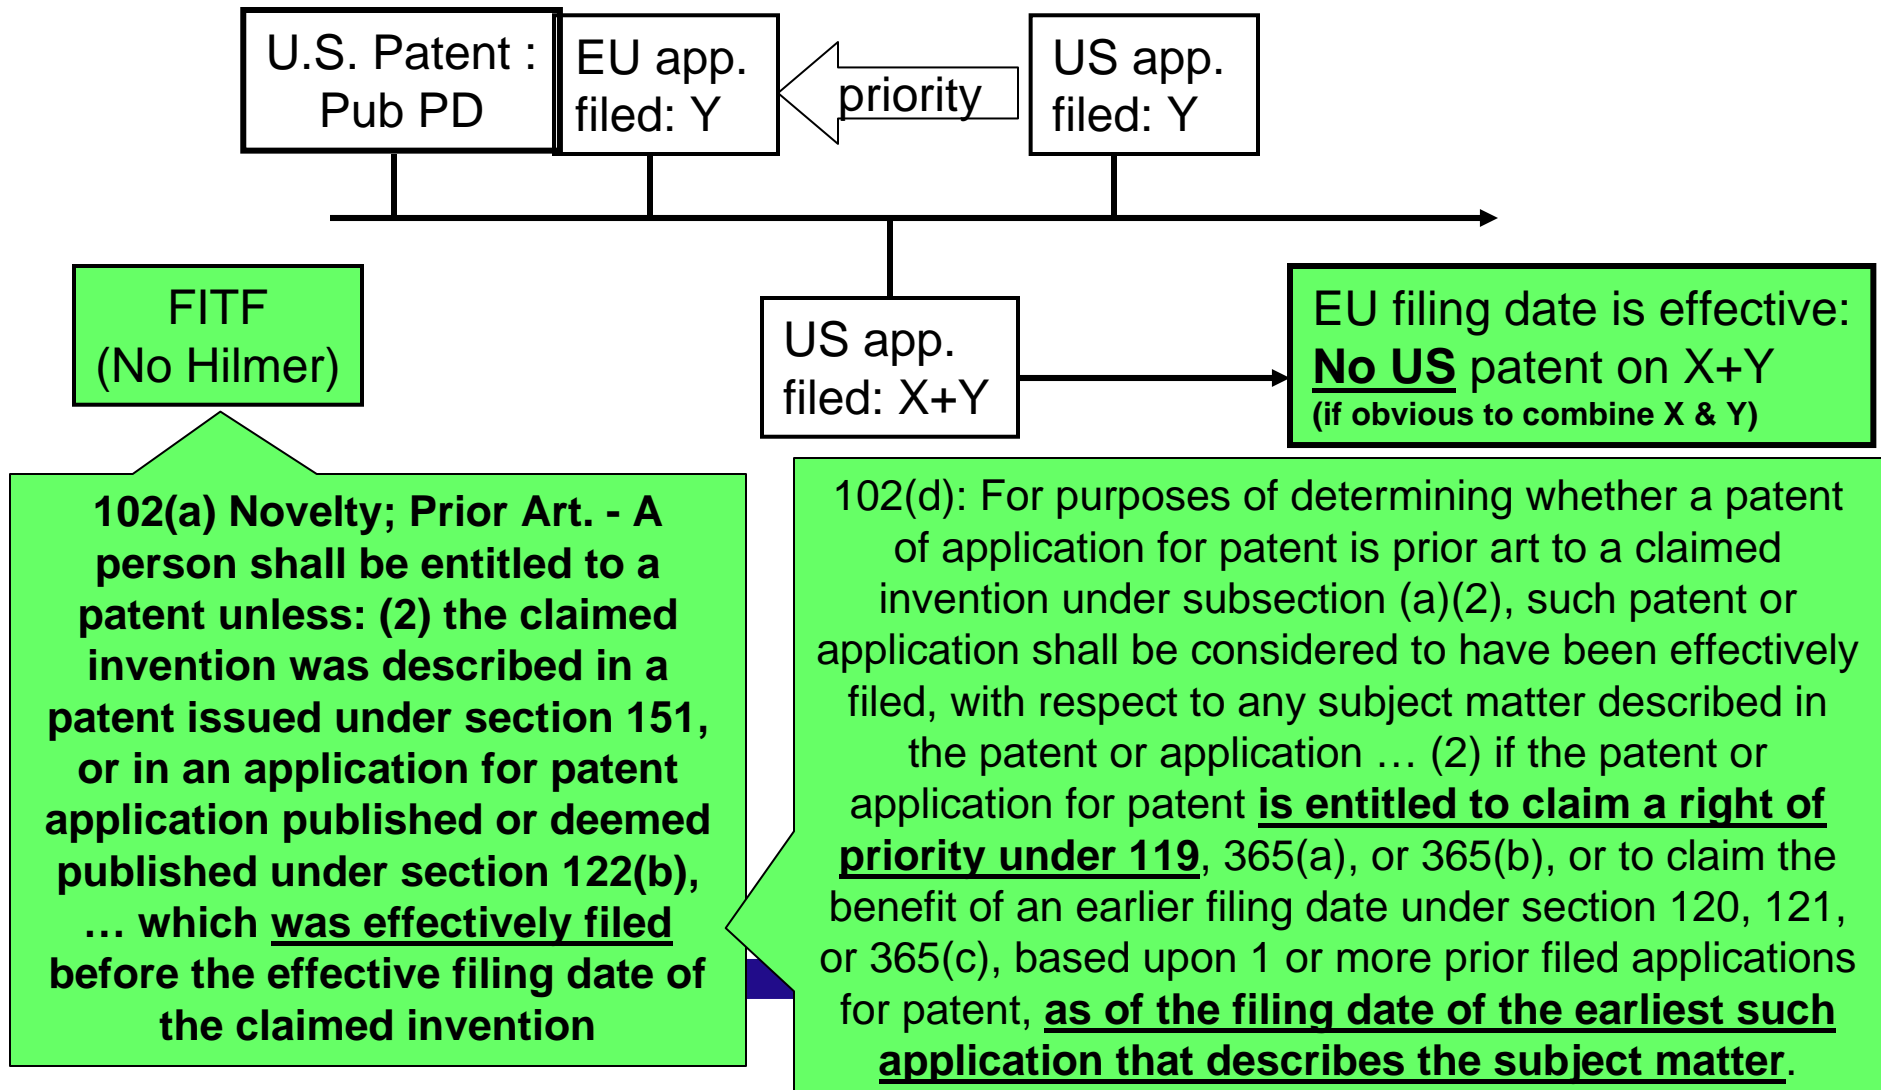 U.S. Patent :
Pub PD
EU app.
filed: Y
priority
US app.
filed: Y
FITF
(No Hilmer)
US app.
filed: X+Y
EU filing date is effective:
No US patent on X+Y
(if obvious to combine X & Y)
102(a) Novelty; Prior Art. - A
person shall be entitled to a
patent unless: (2) the claimed
invention was described in a
patent issued under section 151,
or in an application for patent
application published or deemed
published under section 122(b),
… which was effectively filed
before the effective filing date of
the claimed invention
102(d): For purposes of determining whether a patent
of application for patent is prior art to a claimed
invention under subsection (a)(2), such patent or
application shall be considered to have been effectively
filed, with respect to any subject matter described in
the patent or application … (2) if the patent or
application for patent is entitled to claim a right of
priority under 119, 365(a), or 365(b), or to claim the
benefit of an earlier filing date under section 120, 121,
or 365(c), based upon 1 or more prior filed applications
for patent, as of the filing date of the earliest such
application that describes the subject matter.